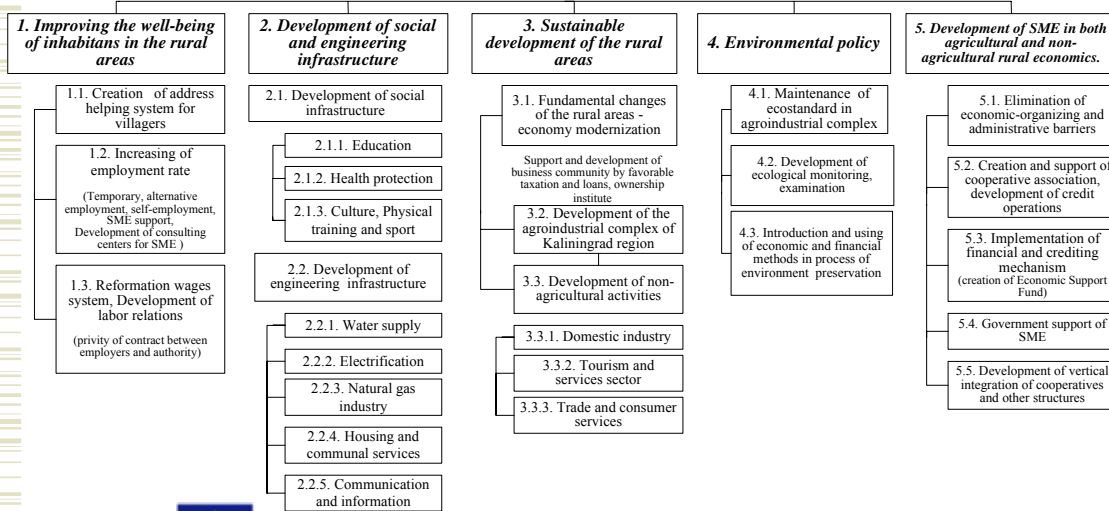 1. Improving the well-being
of inhabitans in the rural
areas
1.1. Creation of address
helping system for
villagers
1.2. Increasing of
employment rate
(Temporary, alternative
employment, self-employment,
SME support,
Development of consulting
centers for SME )
1.3. Reformation wages
system, Development of
labor relations
(privity of contract between
employers and authority)
2. Development of social
and engineering
infrastructure
2.1. Development of social
infrastructure
2.1.1. Education
2.1.2. Health protection
2.1.3. Culture, Physical
training and sport
2.2. Development of
engineering infrastructure
2.2.1. Water supply
2.2.2. Electrification
2.2.3. Natural gas
industry
2.2.4. Housing and
communal services
2.2.5. Communication
and information
3. Sustainable
development of the rural
areas
3.1. Fundamental changes
of the rural areas -
economy modernization
Support and development of
business community by favorable
taxation and loans, ownership
institute
3.2. Development of the
agroindustrial complex of
Kaliningrad region
3.3. Development of non-
agricultural activities
3.3.1. Domestic industry
3.3.2. Tourism and
services sector
3.3.3. Trade and consumer
services
4. Environmental policy
4.1. Maintenance of
ecostandard in
agroindustrial complex
4.2. Development of
ecological monitoring,
examination
4.3. Introduction and using
of economic and financial
methods in process of
environment preservation
5. Development of SME in both
agricultural and non-
agricultural rural economics.
5.1. Elimination of
economic-organizing and
administrative barriers
5.2. Creation and support of
cooperative association,
development of credit
operations
5.3. Implementation of
financial and crediting
mechanism
(creation of Economic Support
Fund)
5.4. Government support of
SME
5.5. Development of vertical
integration of cooperatives
and other structures